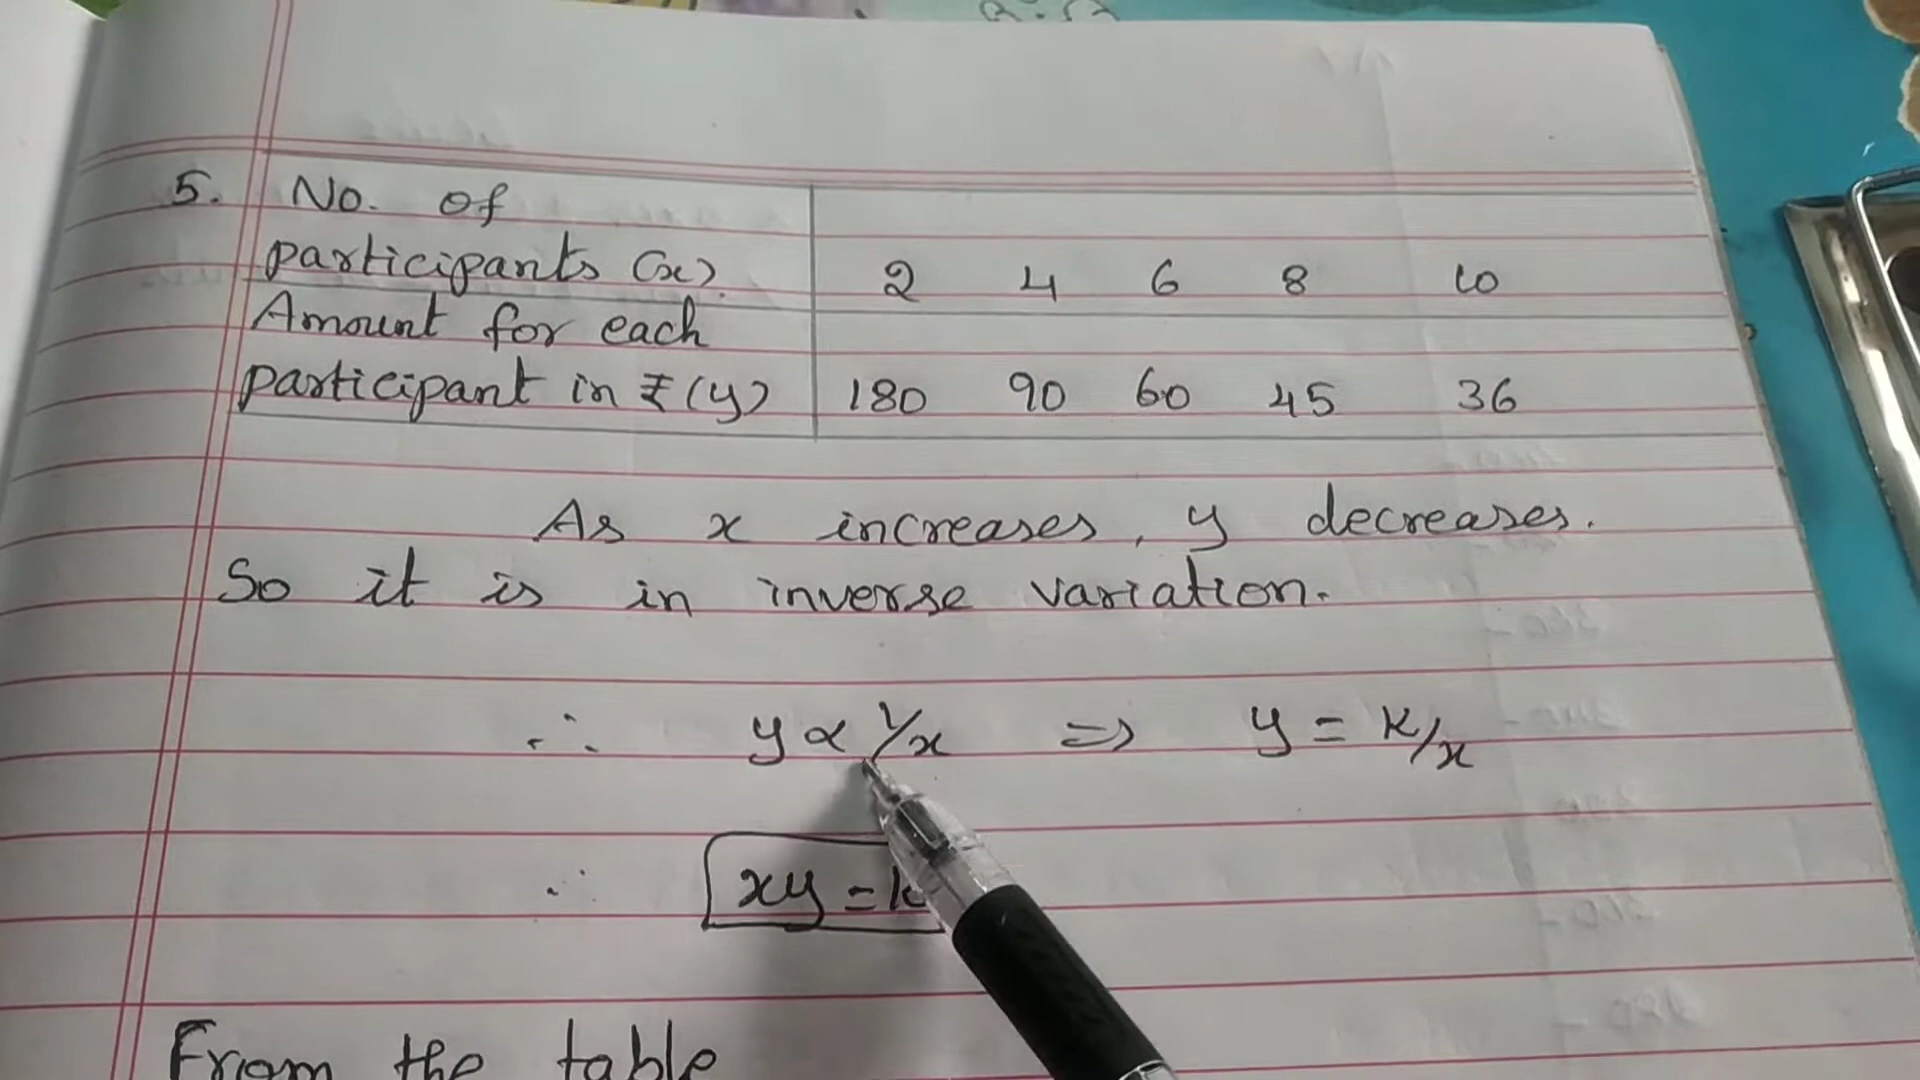 5. No. of
participants (x) 2 4 6 8 10
Amount for each
participant in ₹ (y) 180 90 60 45 36
As x increases, y decreases.
So it is in inverse variation.
∴ y ∝ 1/x ⇒ y = k/x
∴ xy = k
From the table